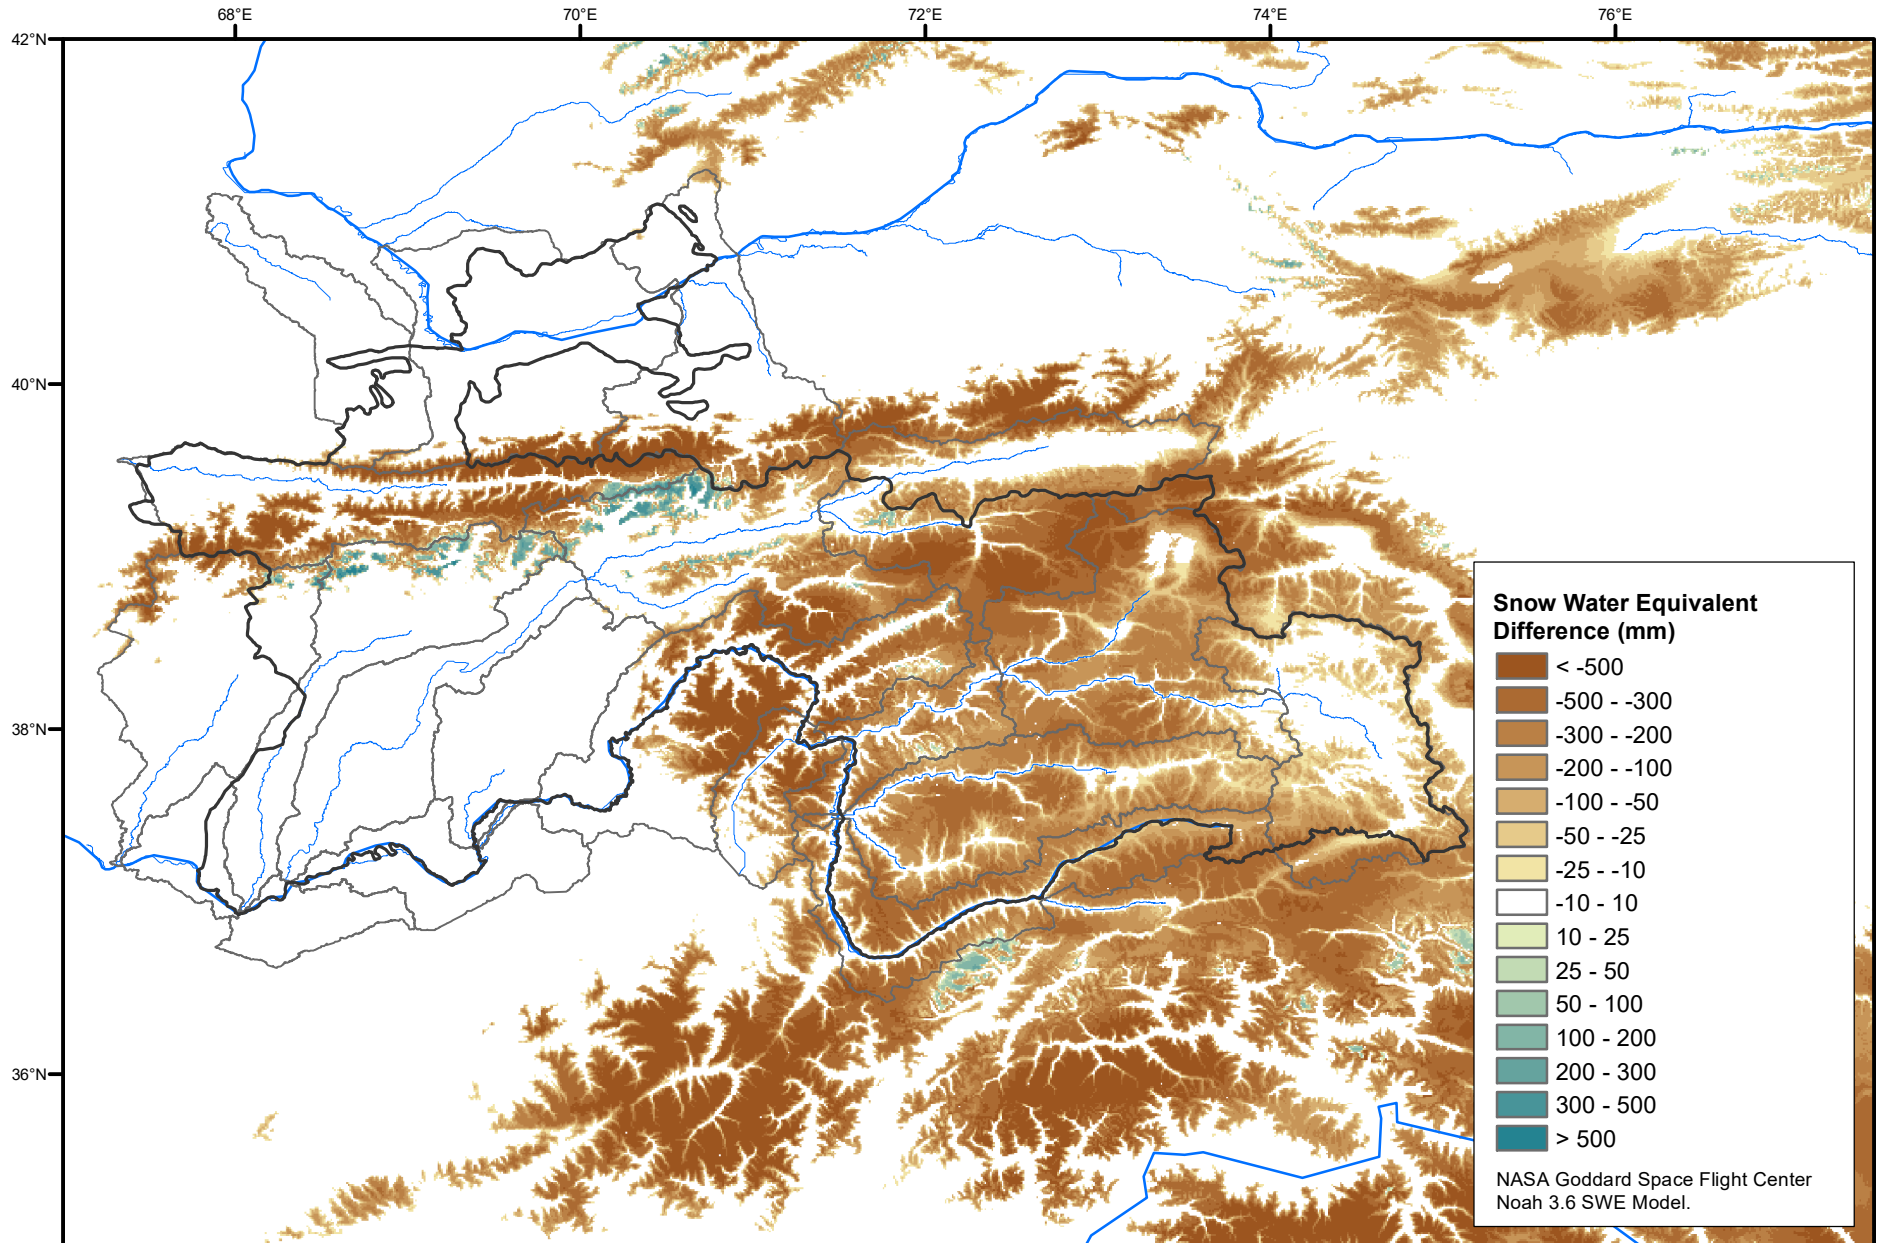 68°E
70°E
72°E
74°E
76°E
42°N
40°N
38°N
36°N
Snow Water Equivalent
Difference (mm)
< -500
-500 - -300
-300 - -200
-200 - -100
-100 - -50
-50 - -25
-25 - -10
-10 - 10
10 - 25
25 - 50
50 - 100
100 - 200
200 - 300
300 - 500
> 500
NASA Goddard Space Flight Center
Noah 3.6 SWE Model.